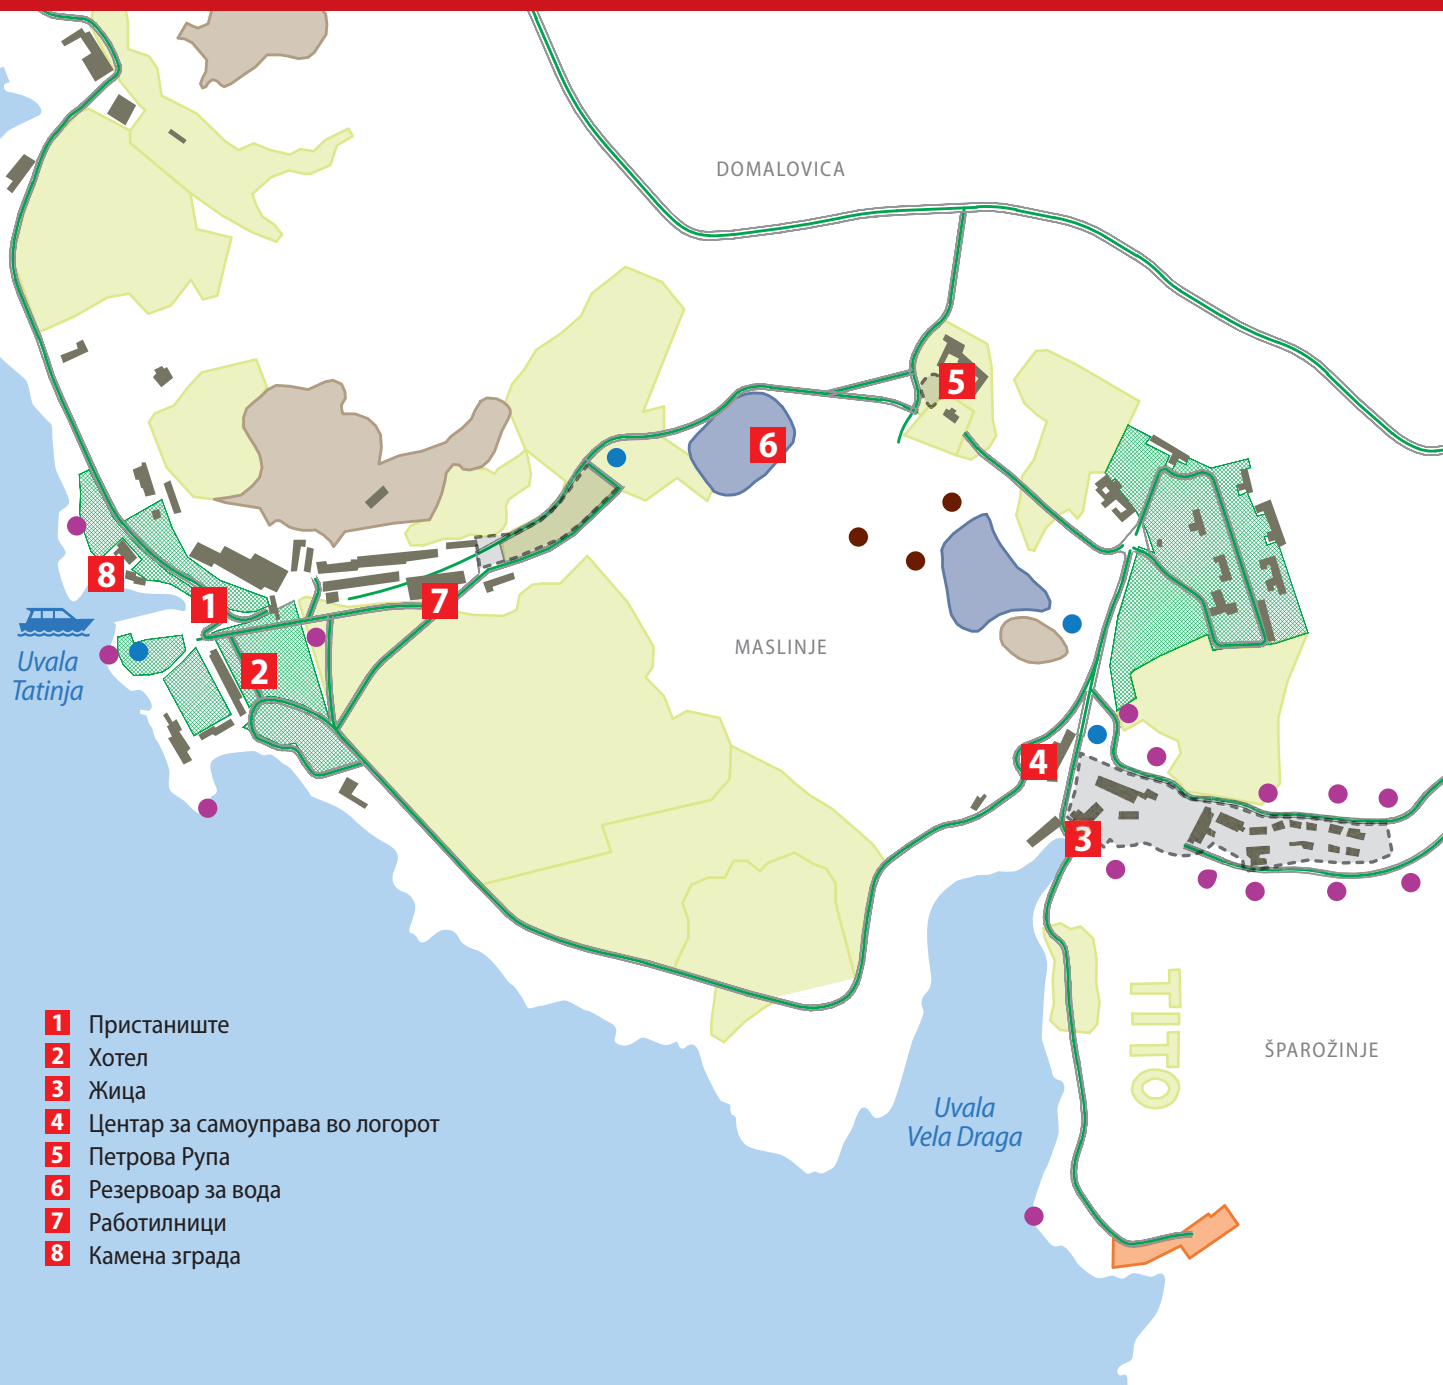 DOMALOVICA
5
6
8
1
7
MASLINJE
Uvala
Tatinja
2
4
3
TITO
ŠPAROŽINJE
Uvala
Vela Draga
1 Пристаниште
2 Хотел
3 Жица
4 Центар за самоуправа во логорот
5 Петрова Рупа
6 Резервоар за вода
7 Работилници
8 Камена зграда